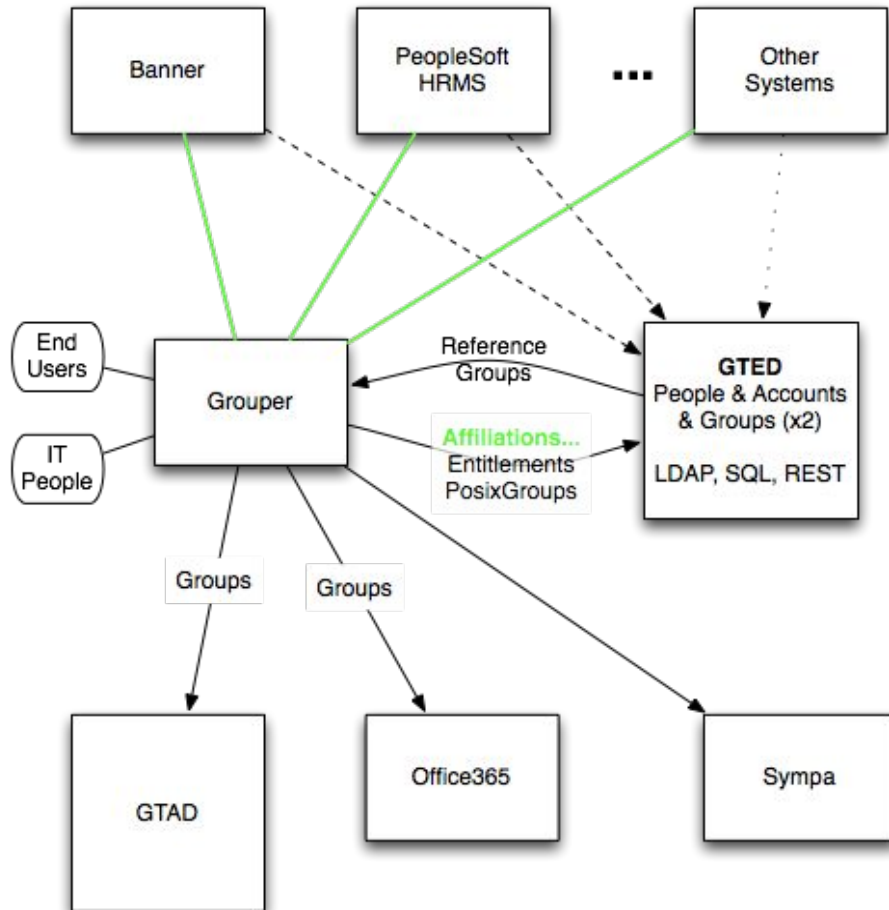 Banner
PeopleSoft
HRMS
...
Other
Systems
End
Users
IT
People
Grouper
Reference
Groups
Affiliations...
Entitlements
PosixGroups
GTED
People & Accounts
& Groups (x2)
LDAP, SQL, REST
Groups
Groups
GTAD
Office365
Sympa